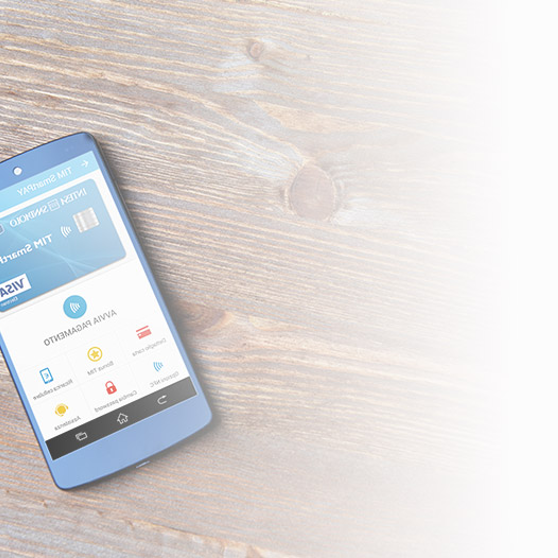 TIM SmartPAY
INTESA SANPAOLO
TIM Smart
VISA
Electron
AVVIA PAGAMENTO
Dettaglio carta
Bonus TIM
Ricarica cellulare
Opzioni NFC
Cambia password
Assistenza